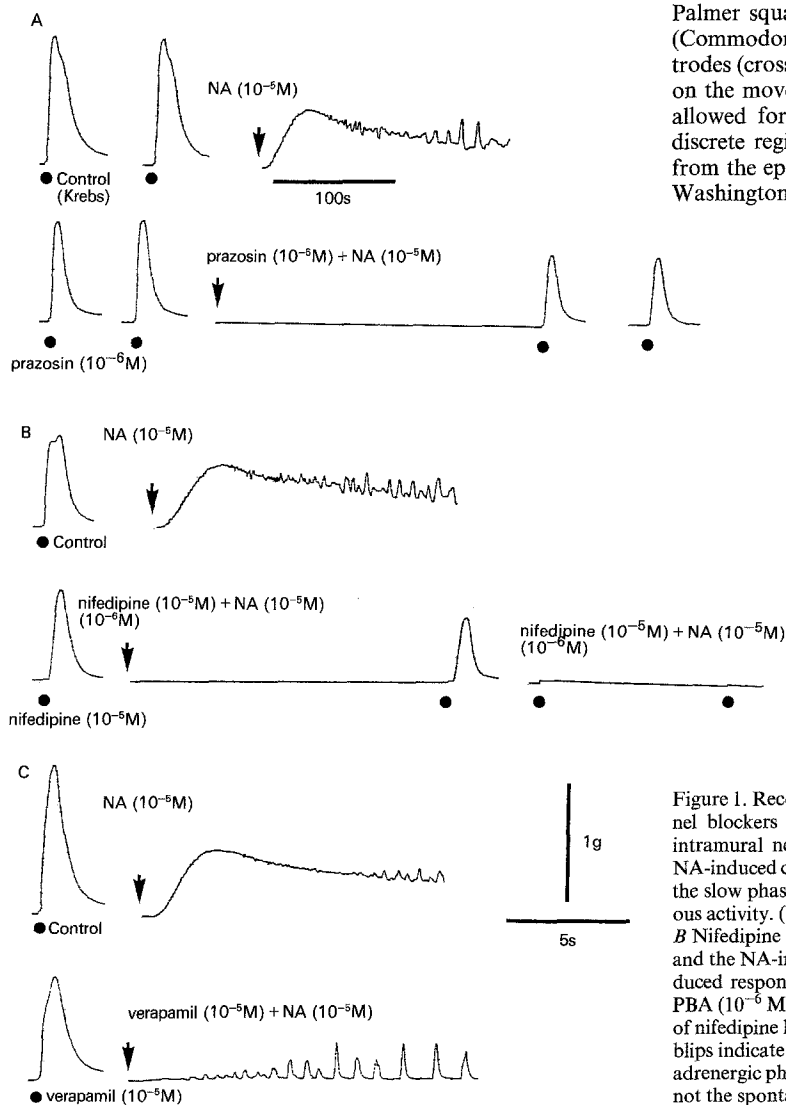 A
NA (10⁻⁵M)
● Control
(Krebs)
●
100s
prazosin (10⁻⁶M) + NA (10⁻⁵M)
prazosin (10⁻⁶M)
B
NA (10⁻⁵M)
● Control
nifedipine (10⁻⁵M) + NA (10⁻⁵M)
(10⁻⁶M)
nifedipine (10⁻⁵M) + NA (10⁻⁵M)
(10⁻⁶M)
nifedipine (10⁻⁵M)
C
NA (10⁻⁵M)
● Control
1g
5s
verapamil (10⁻⁵M) + NA (10⁻⁵M)
● verapamil (10⁻⁵M)
Palmer squa
(Commodor
trodes (cross
on the move
allowed for
discrete regi
from the ep
Washington
Figure 1. Reco
nel blockers
intramural ne
NA-induced c
the slow phas
ous activity. (
B Nifedipine
and the NA-in
duced respon
PBA (10⁻⁶ M
of nifedipine
blips indicate
adrenergic ph
not the sponta